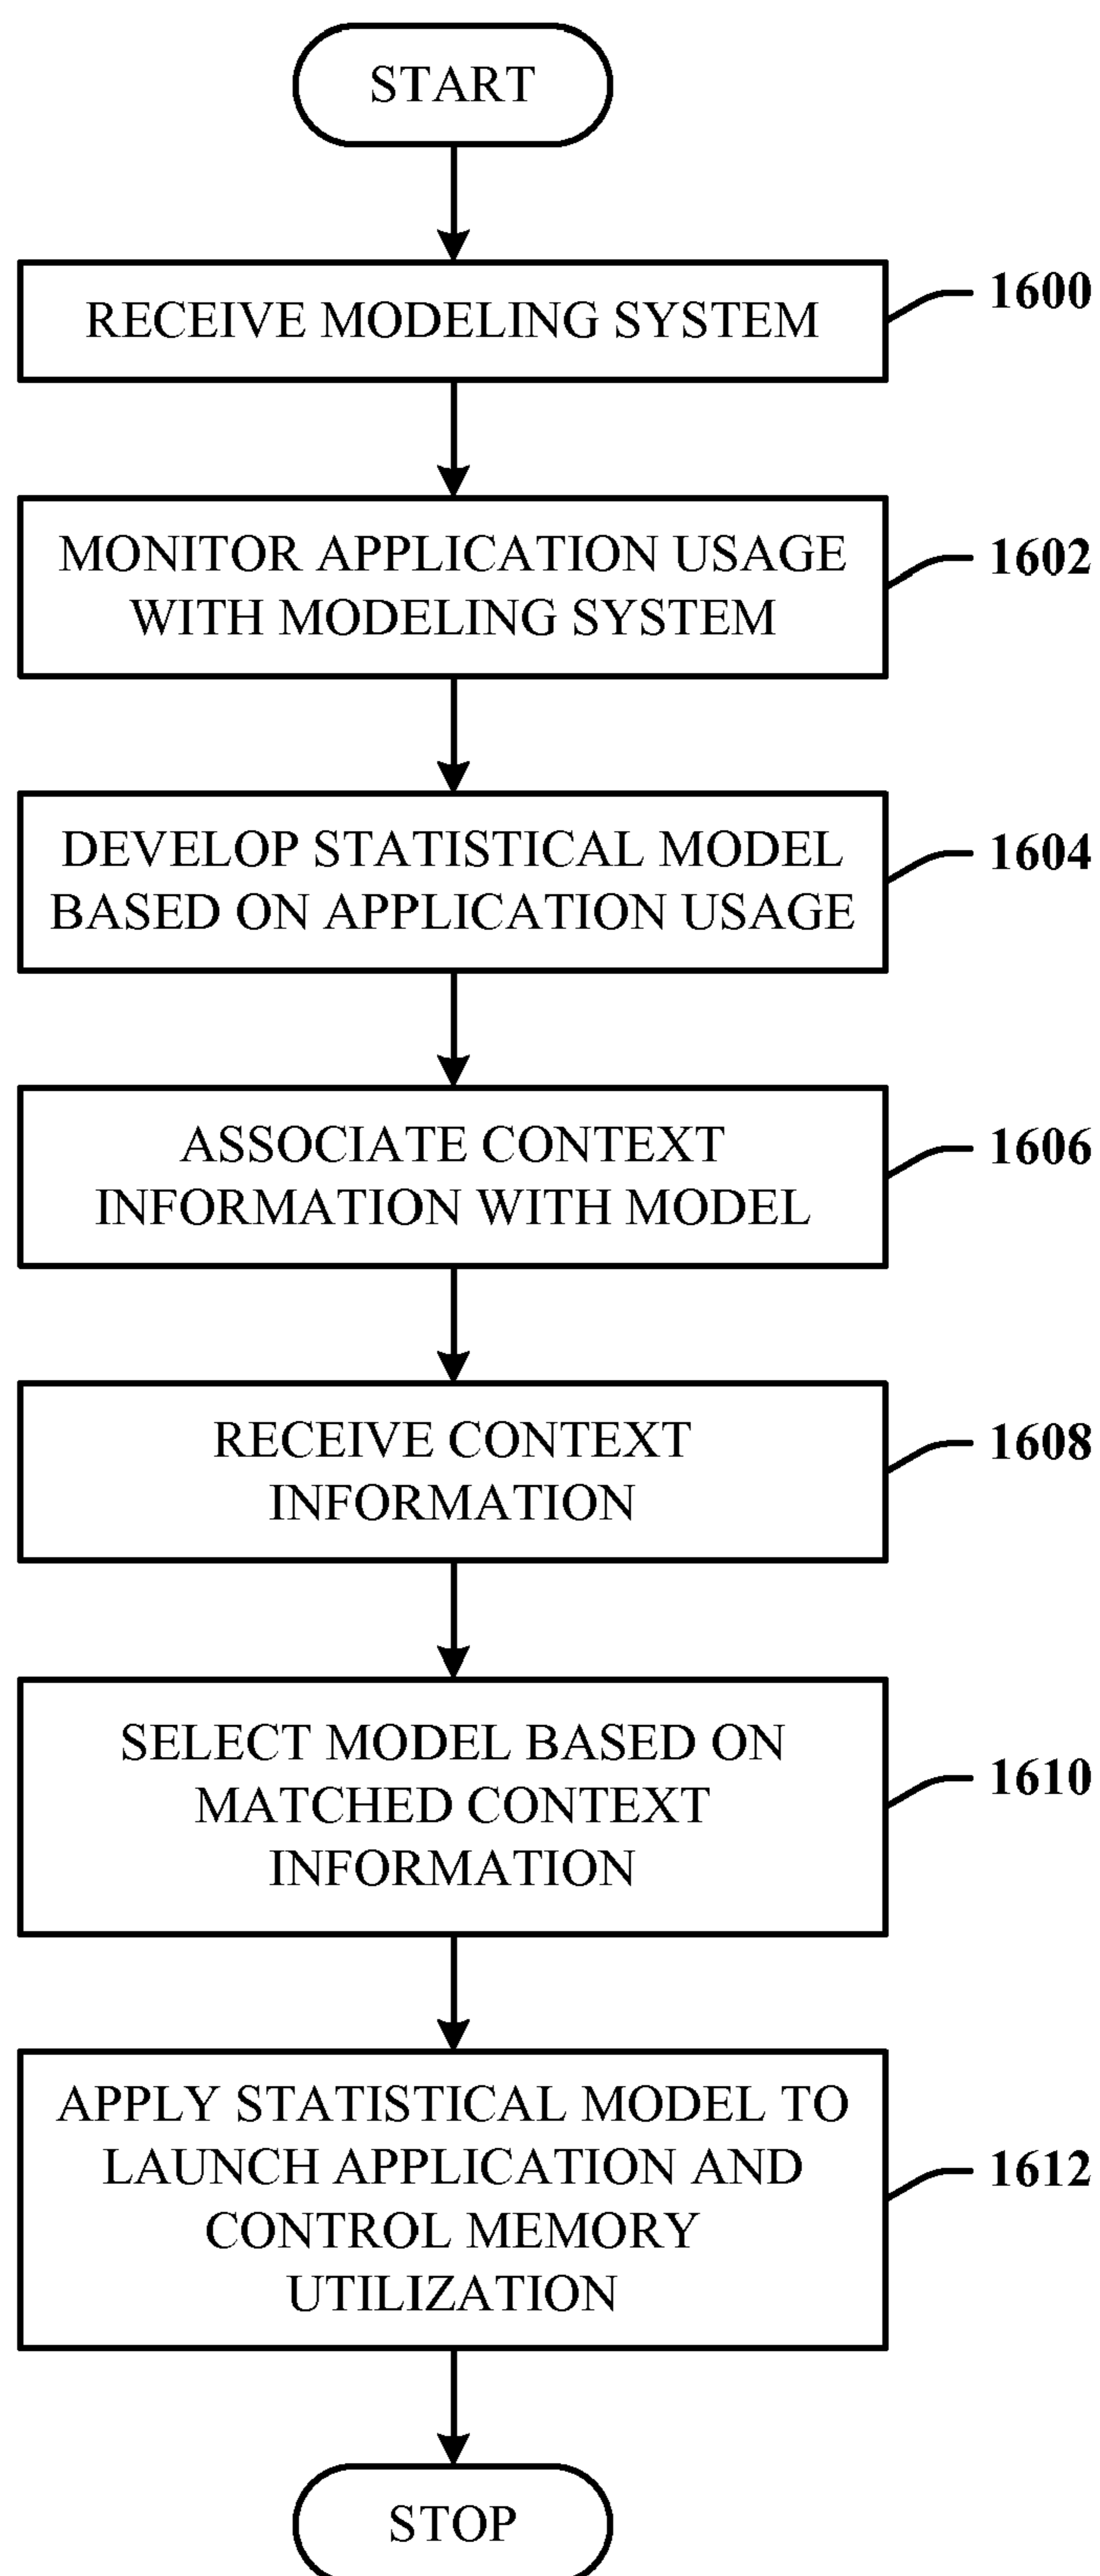 START
RECEIVE MODELING SYSTEM
1600
MONITOR APPLICATION USAGE
WITH MODELING SYSTEM
1602
DEVELOP STATISTICAL MODEL
BASED ON APPLICATION USAGE
1604
ASSOCIATE CONTEXT
INFORMATION WITH MODEL
1606
RECEIVE CONTEXT
INFORMATION
1608
SELECT MODEL BASED ON
MATCHED CONTEXT
INFORMATION
1610
APPLY STATISTICAL MODEL TO
LAUNCH APPLICATION AND
CONTROL MEMORY
UTILIZATION
1612
STOP